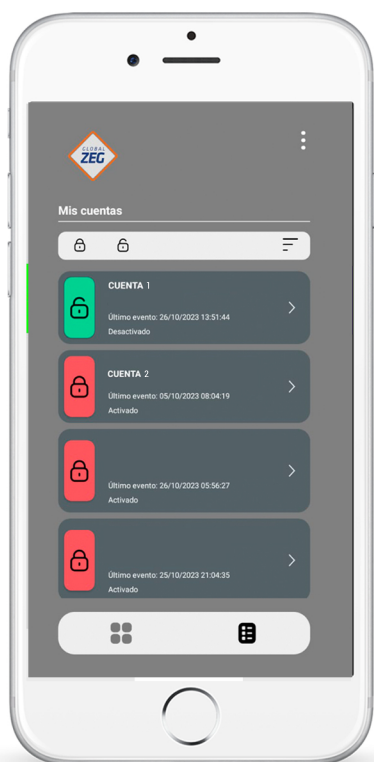 GLOBAL
ZEG
Mis cuentas
CUENTA 1
Último evento: 26/10/2023 13:51:44
Desactivado
CUENTA 2
Último evento: 05/10/2023 08:04:19
Activado
Último evento: 26/10/2023 05:56:27
Activado
Último evento: 25/10/2023 21:04:35
Activado